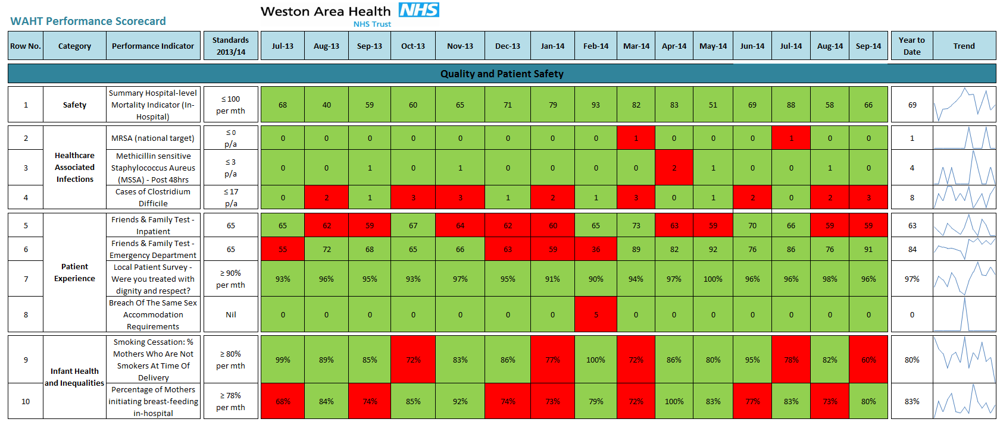 Weston Area Health NHS
NHS Trust
WAHT Performance Scorecard
Row No. Category Performance Indicator Standards 2013/14 Jul-13 Aug-13 Sep-13 Oct-13 Nov-13 Dec-13 Jan-14 Feb-14 Mar-14 Apr-14 May-14 Jun-14 Jul-14 Aug-14 Sep-14 Year to Date Trend
Quality and Patient Safety
1 Safety Summary Hospital-level Mortality Indicator (In-Hospital) ≤ 100 per mth 68 40 59 60 65 71 79 93 82 83 51 69 88 58 66 69
Healthcare Associated Infections
2 MRSA (national target) ≤ 0 p/a 0 0 0 0 0 0 0 0 1 0 0 0 1 0 0 1
3 Methicillin sensitive Staphylococcus Aureus (MSSA) - Post 48hrs ≤ 3 p/a 0 0 1 0 1 0 0 0 0 2 1 0 0 1 0 4
4 Cases of Clostridium Difficile ≤ 17 p/a 0 2 1 3 3 1 2 1 3 0 1 2 0 2 3 8
Patient Experience
5 Friends & Family Test - Inpatient 65 65 62 59 67 64 62 60 65 73 63 59 70 66 59 59 63
6 Friends & Family Test - Emergency Department 65 55 72 68 65 66 63 59 36 89 82 92 76 86 76 91 84
7 Local Patient Survey - Were you treated with dignity and respect? ≥ 90% per mth 93% 96% 95% 93% 97% 95% 91% 90% 94% 97% 100% 96% 96% 98% 96% 97%
8 Breach Of The Same Sex Accommodation Requirements Nil 0 0 0 0 0 0 0 5 0 0 0 0 0 0 0 0
Infant Health and Inequalities
9 Smoking Cessation: % Mothers Who Are Not Smokers At Time Of Delivery ≥ 80% per mth 99% 89% 85% 72% 83% 86% 77% 100% 72% 86% 80% 95% 78% 82% 60% 80%
10 Percentage of Mothers initiating breast-feeding in-hospital ≥ 78% per mth 68% 84% 74% 85% 92% 74% 73% 79% 72% 100% 83% 77% 83% 73% 80% 83%